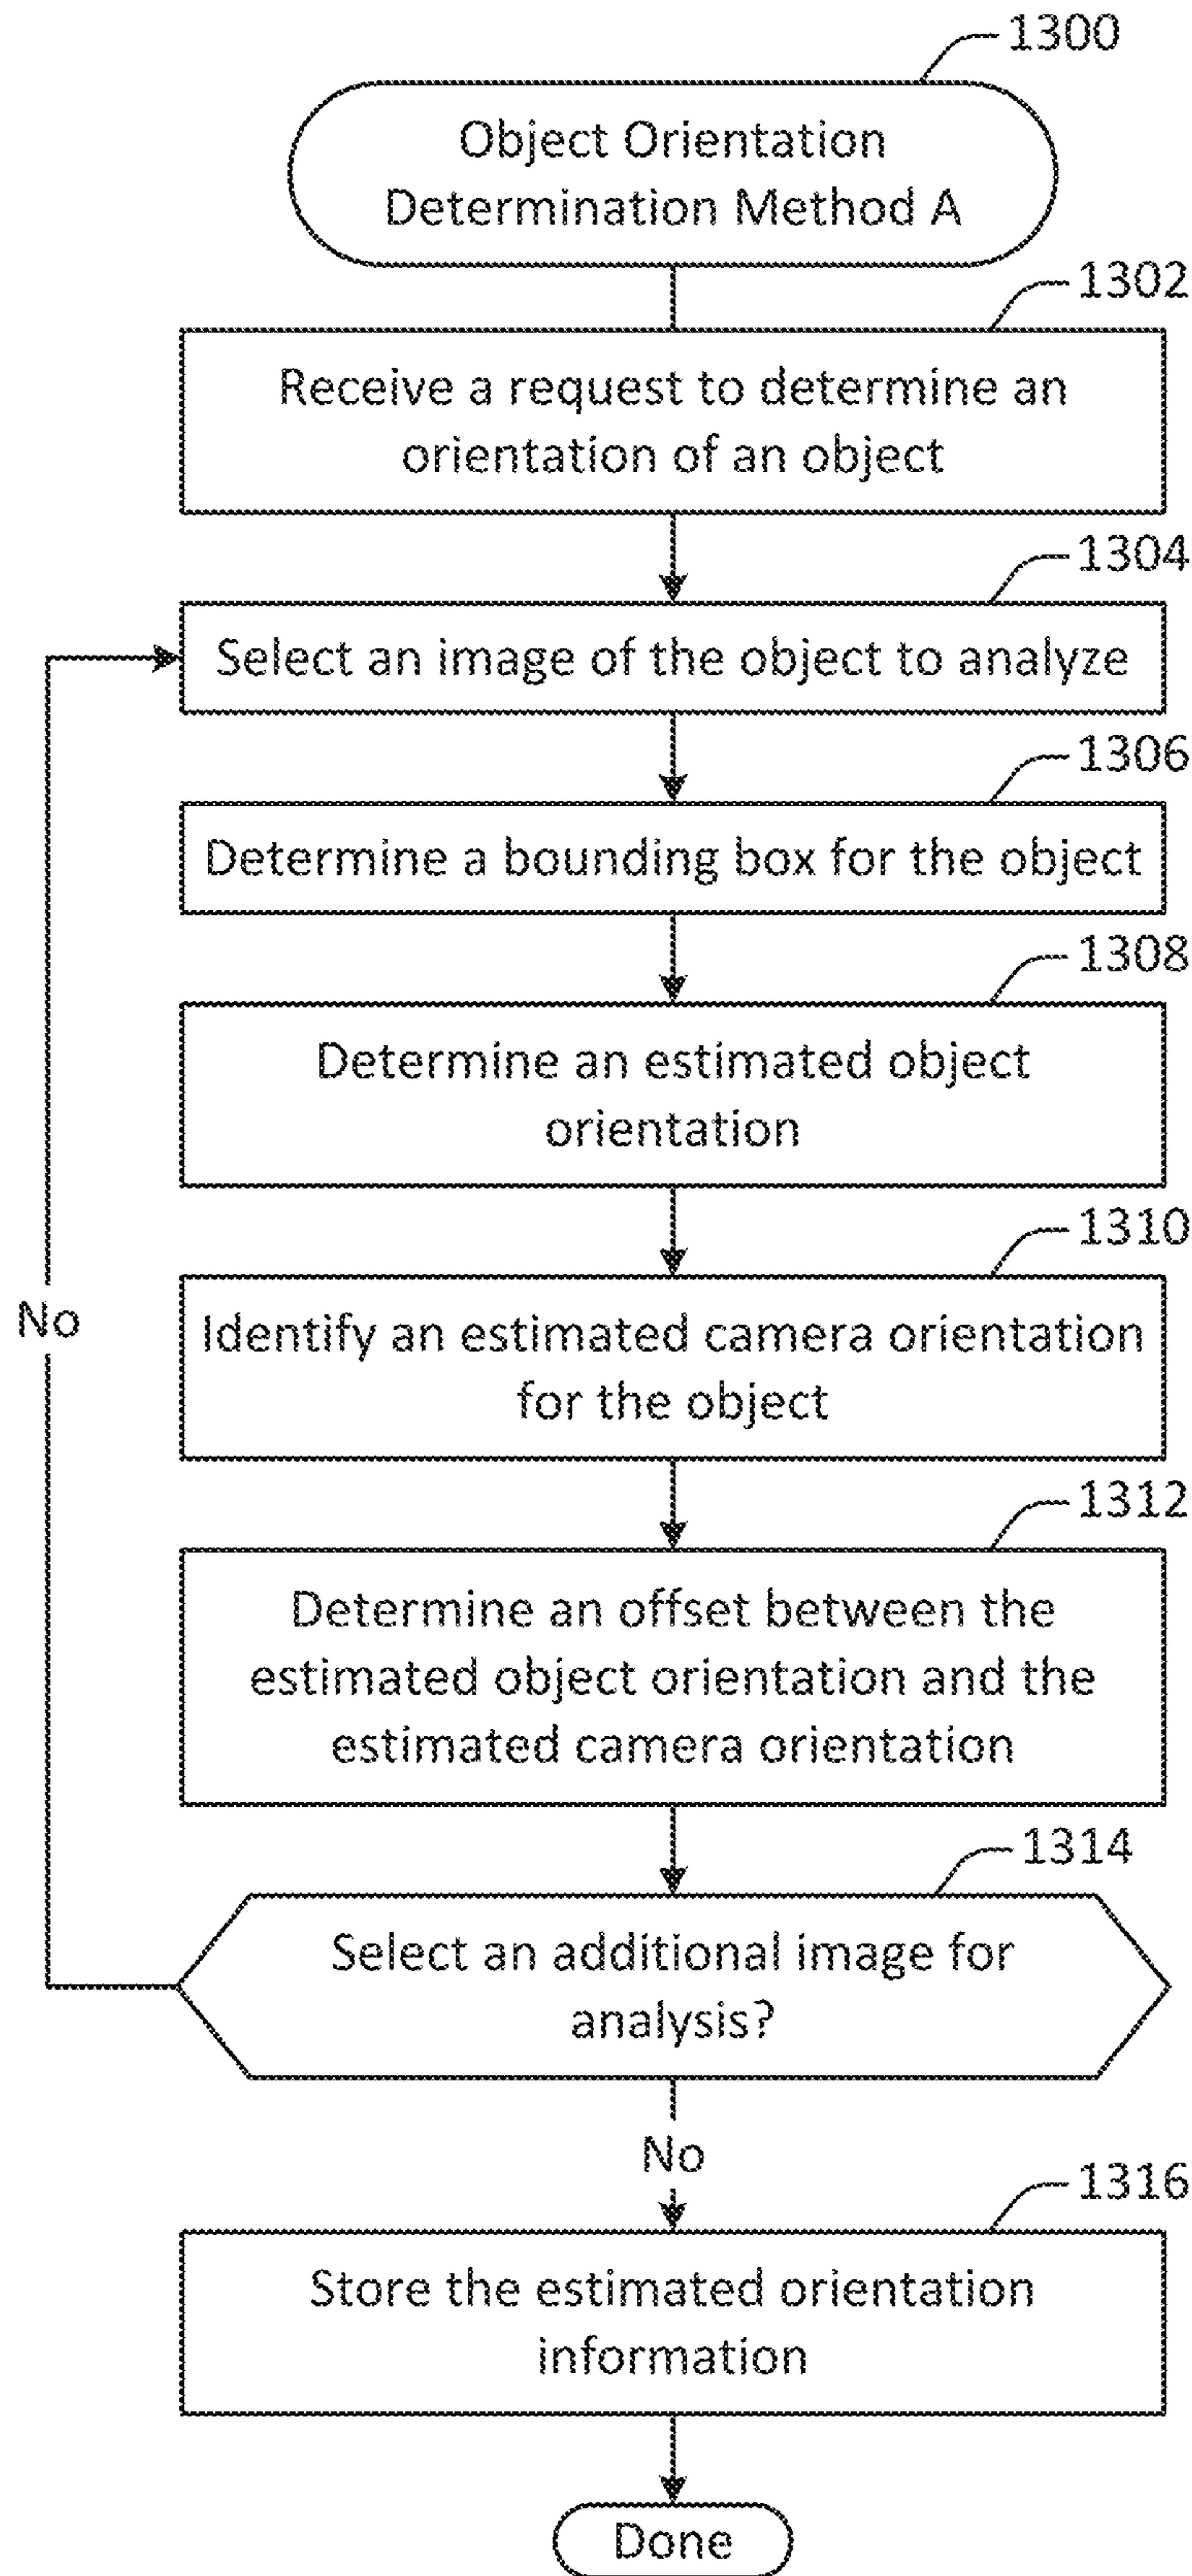 1300
Object Orientation
Determination Method A
1302
Receive a request to determine an
orientation of an object
1304
Select an image of the object to analyze
1306
Determine a bounding box for the object
1308
Determine an estimated object
orientation
1310
Identify an estimated camera orientation
for the object
No
1312
Determine an offset between the
estimated object orientation and the
estimated camera orientation
1314
Select an additional image for
analysis?
No
1316
Store the estimated orientation
information
Done